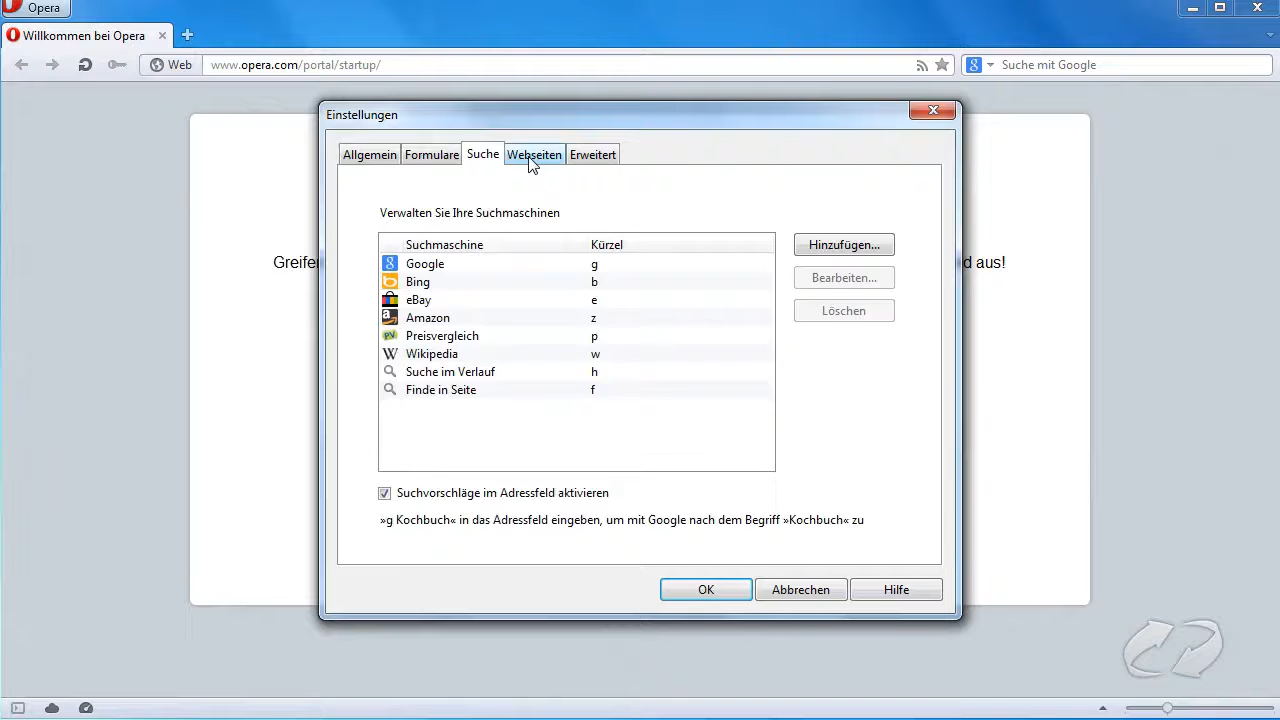 Opera
Willkommen bei Opera
Web
www.opera.com/portal/startup/
Suche mit Google
Einstellungen
Allgemein
Formulare
Suche
Webseiten
Erweitert
Greifen
d aus!
Verwalten Sie Ihre Suchmaschinen
Suchmaschine Kürzel
Google g
Bing b
eBay e
Amazon z
Preisvergleich p
Wikipedia w
Suche im Verlauf h
Finde in Seite f
Hinzufügen...
Bearbeiten...
Löschen
Suchvorschläge im Adressfeld aktivieren
»g Kochbuch« in das Adressfeld eingeben, um mit Google nach dem Begriff »Kochbuch« zu
OK
Abbrechen
Hilfe